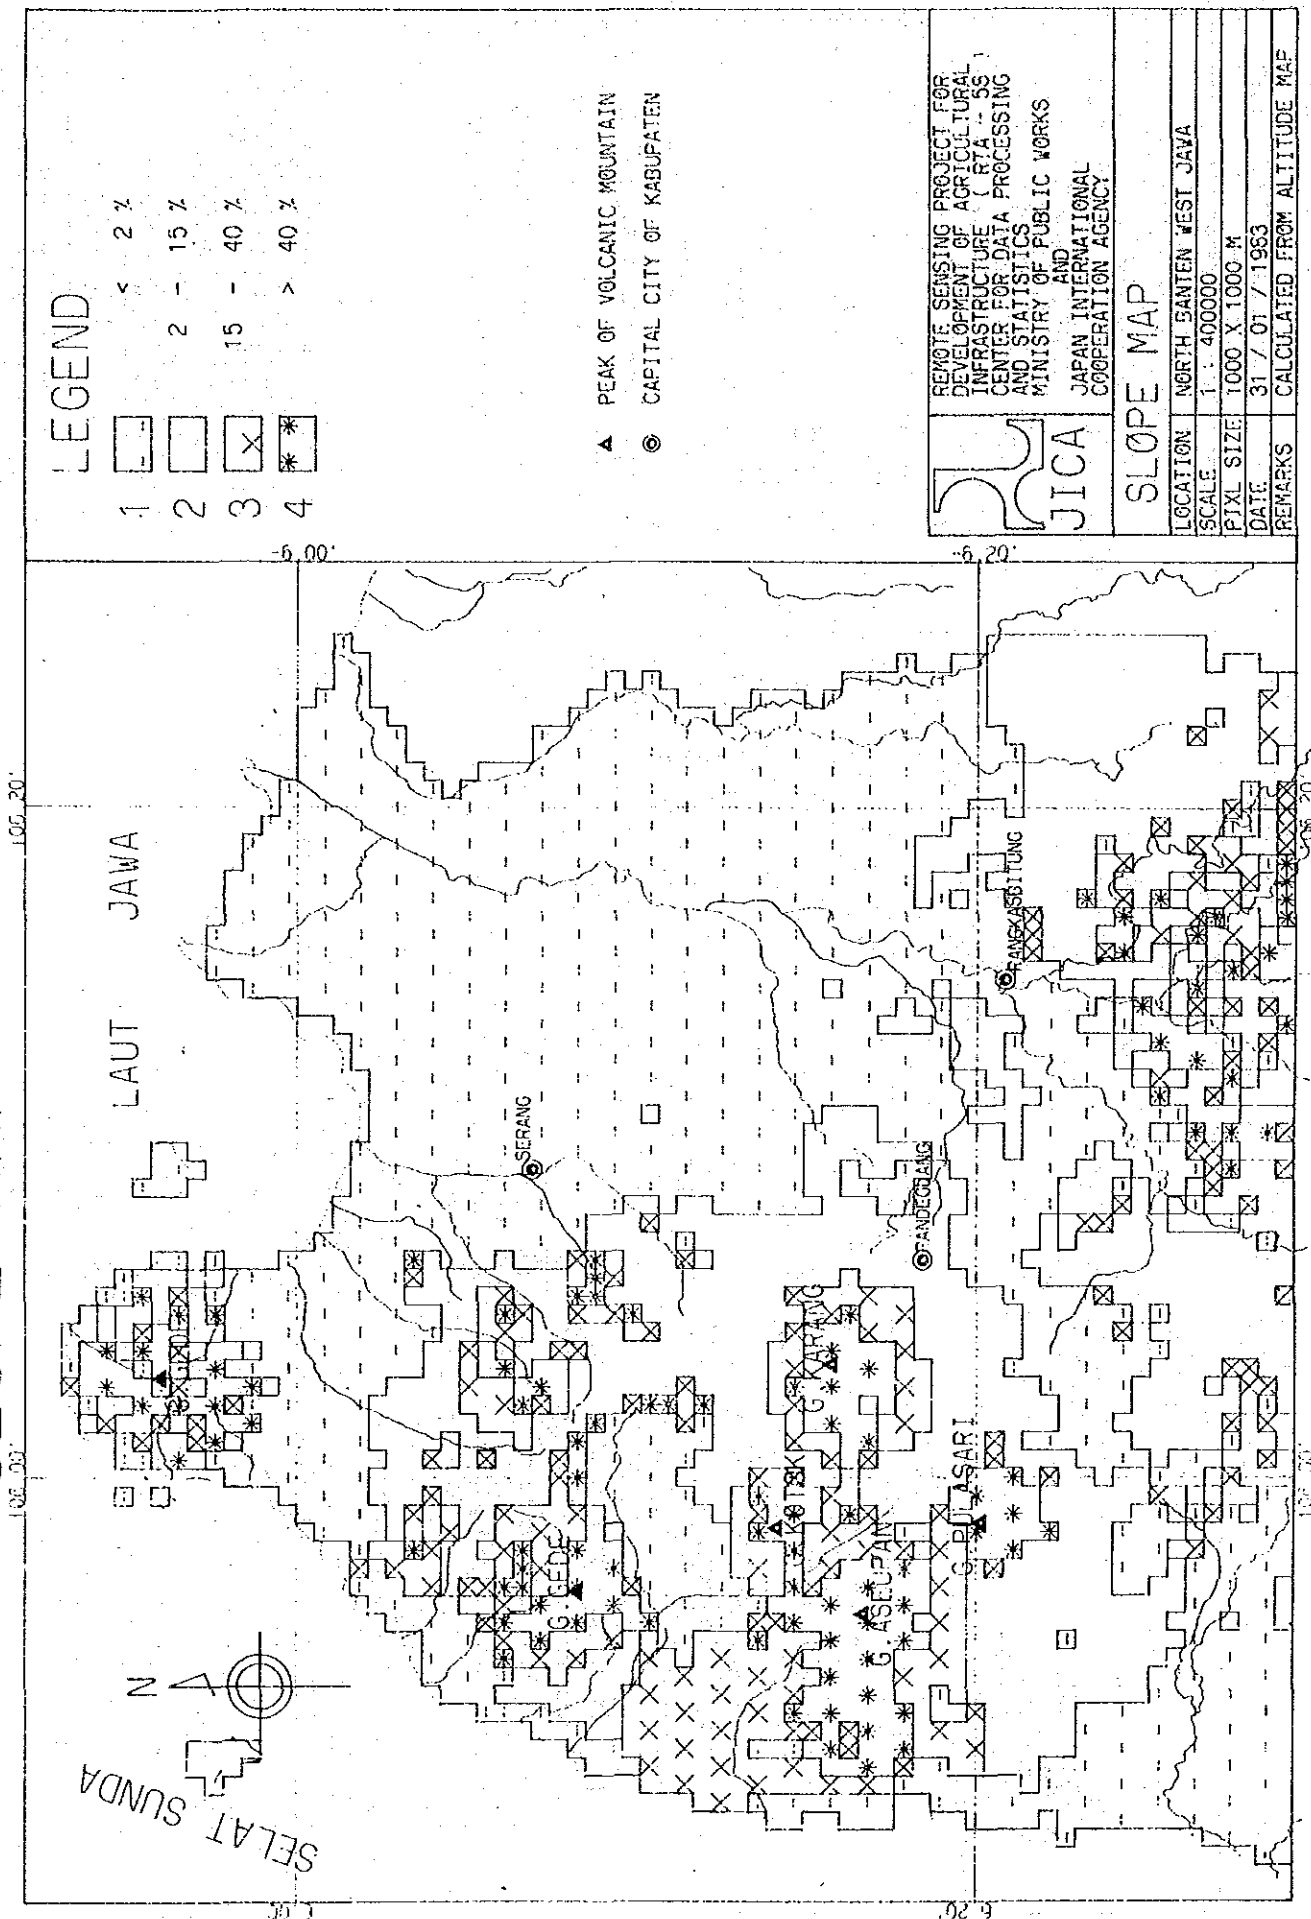 LEGEND
1 < 2 %
2 2 - 15 %
3 15 - 40 %
4 > 40 %
▲ PEAK OF VOLCANIC MOUNTAIN
◎ CAPITAL CITY OF KABUPATEN
JICA
REMOTE SENSING PROJECT FOR
DEVELOPMENT OF AGRICULTURAL
INFRASTRUCTURE ( RTA - 5S )
CENTER FOR DATA PROCESSING
AND STATISTICS
MINISTRY OF PUBLIC WORKS
AND
JAPAN INTERNATIONAL
COOPERATION AGENCY
SLOPE MAP
LOCATION NORTH BANTEN WEST JAVA
SCALE 1 : 400000
PIXL SIZE 1000 X 1000 M
DATE 31 / 01 / 1983
REMARKS CALCULATED FROM ALTITUDE MAP
SELAT SUNDA
LAUT JAWA
N
106 00'
106 20'
-6 00'
-6 20'
SERANG
PANDEGLANG
RANGKASBITUNG
G.GEDE
G.KARANG
G.ASEUPAN
G.PULASARI